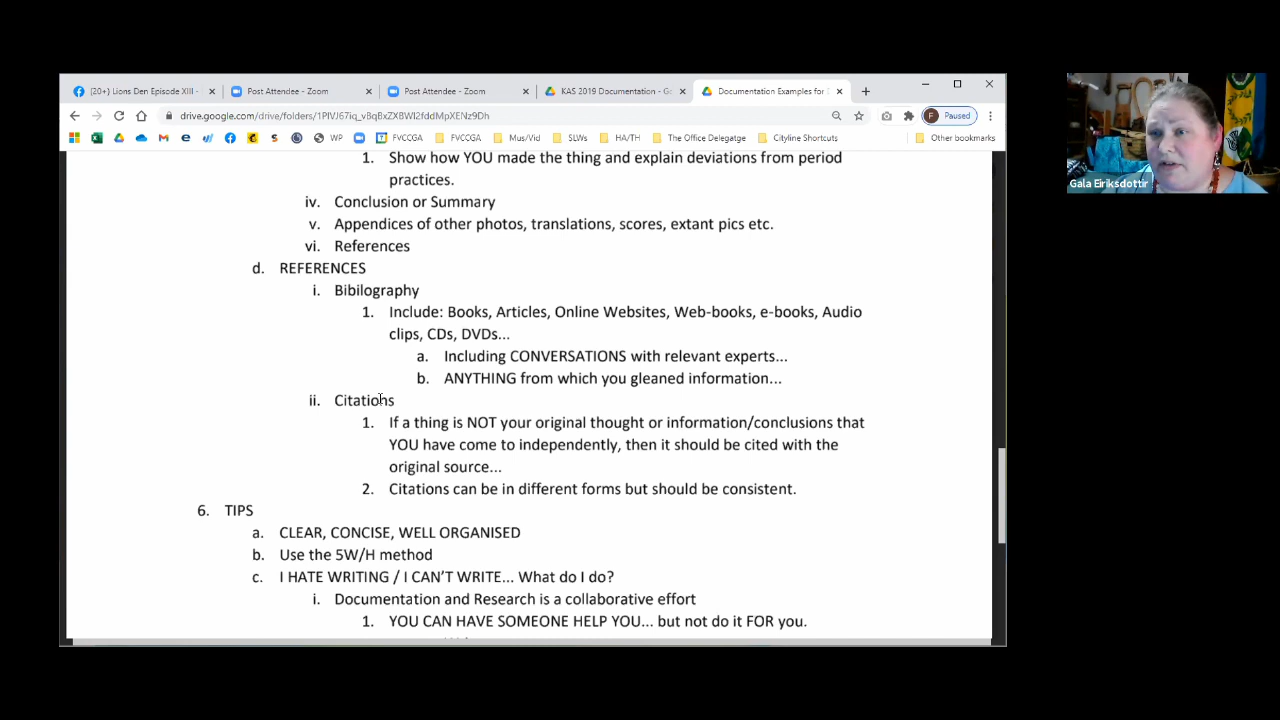 (20+) Lions Den Episode XIII -
Post Attendee - Zoom
Post Attendee - Zoom
KAS 2019 Documentation - Go
Documentation Examples for
Paused
FVCCGA
FVCCGA
Mus/Vid
SLWs
HA/TH
The Office Delegatge
Cityline Shortcuts
Other bookmarks
WP
Gala Eiriksdottir
1. Show how YOU made the thing and explain deviations from period
practices.
iv. Conclusion or Summary
v. Appendices of other photos, translations, scores, extant pics etc.
vi. References
d. REFERENCES
i. Bibilography
1. Include: Books, Articles, Online Websites, Web-books, e-books, Audio
clips, CDs, DVDs...
a. Including CONVERSATIONS with relevant experts...
b. ANYTHING from which you gleaned information...
ii. Citations
1. If a thing is NOT your original thought or information/conclusions that
YOU have come to independently, then it should be cited with the
original source...
2. Citations can be in different forms but should be consistent.
6. TIPS
a. CLEAR, CONCISE, WELL ORGANISED
b. Use the 5W/H method
c. I HATE WRITING / I CAN'T WRITE... What do I do?
i. Documentation and Research is a collaborative effort
1. YOU CAN HAVE SOMEONE HELP YOU... but not do it FOR you.